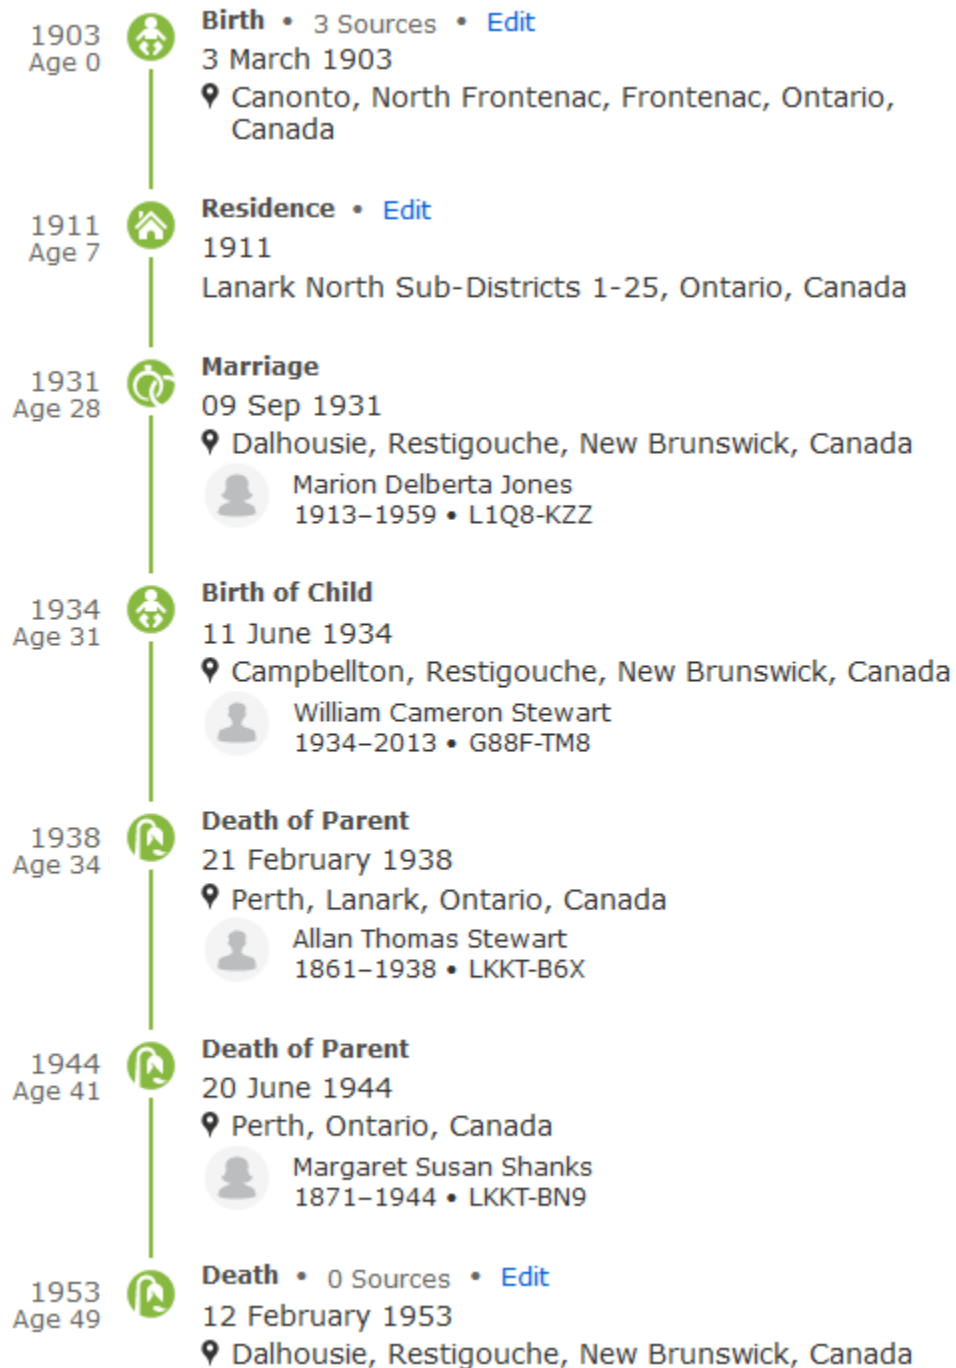 1903
Age 0
Birth • 3 Sources • Edit
3 March 1903
Canonto, North Frontenac, Frontenac, Ontario,
Canada
1911
Age 7
Residence • Edit
1911
Lanark North Sub-Districts 1-25, Ontario, Canada
1931
Age 28
Marriage
09 Sep 1931
Dalhousie, Restigouche, New Brunswick, Canada
Marion Delberta Jones
1913–1959 • L1Q8-KZZ
1934
Age 31
Birth of Child
11 June 1934
Campbellton, Restigouche, New Brunswick, Canada
William Cameron Stewart
1934–2013 • G88F-TM8
1938
Age 34
Death of Parent
21 February 1938
Perth, Lanark, Ontario, Canada
Allan Thomas Stewart
1861–1938 • LKKT-B6X
1944
Age 41
Death of Parent
20 June 1944
Perth, Ontario, Canada
Margaret Susan Shanks
1871–1944 • LKKT-BN9
1953
Age 49
Death • 0 Sources • Edit
12 February 1953
Dalhousie, Restigouche, New Brunswick, Canada